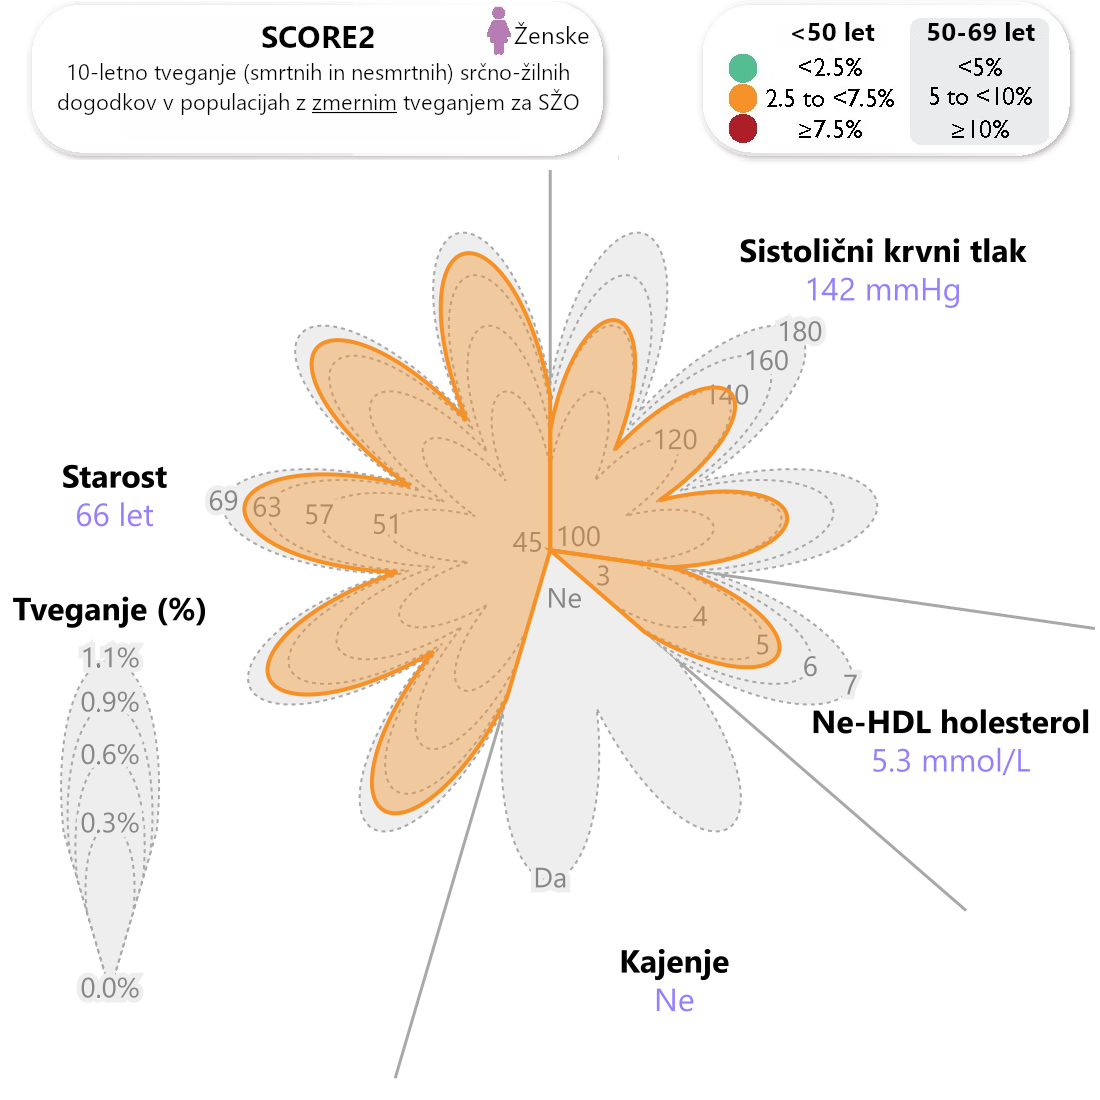 SCORE2
Ženske
10-letno tveganje (smrtnih in nesmrtnih) srčno-žilnih
dogodkov v populacijah z zmernim tveganjem za SŽO
<50 let
50-69 let
<2.5%
<5%
2.5 to <7.5%
5 to <10%
≥7.5%
≥10%
Sistolični krvni tlak
142 mmHg
180
160
140
120
100
Starost
66 let
69
63
57
51
45
3
4
5
6
7
Ne-HDL holesterol
5.3 mmol/L
Ne
Da
Kajenje
Ne
Tveganje (%)
1.1%
0.9%
0.6%
0.3%
0.0%